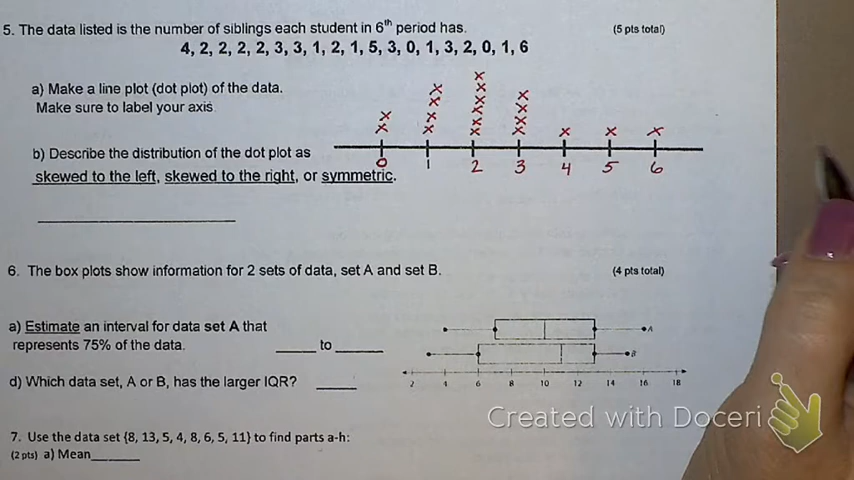 5. The data listed is the number of siblings each student in 6th period has. (5 pts total)
4, 2, 2, 2, 2, 3, 3, 1, 2, 1, 5, 3, 0, 1, 3, 2, 0, 1, 6
a) Make a line plot (dot plot) of the data.
Make sure to label your axis.
0 1 2 3 4 5 6
b) Describe the distribution of the dot plot as
skewed to the left, skewed to the right, or symmetric.
6. The box plots show information for 2 sets of data, set A and set B. (4 pts total)
a) Estimate an interval for data set A that
represents 75% of the data. _____ to _____
A
B
2 4 6 8 10 12 14 16 18
d) Which data set, A or B, has the larger IQR? _____
Created with Doceri
7. Use the data set {8, 13, 5, 4, 8, 6, 5, 11} to find parts a-h:
(2 pts) a) Mean______